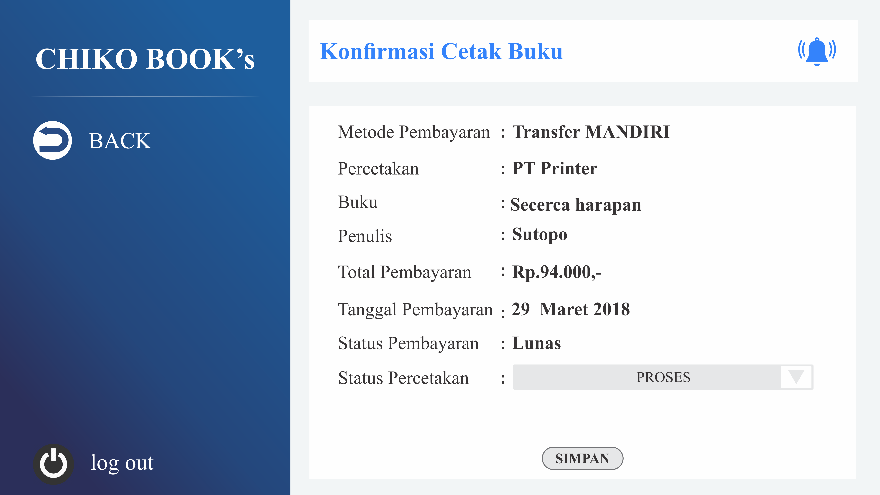 CHIKO BOOK's
BACK
log out
Konfirmasi Cetak Buku
Metode Pembayaran : Transfer MANDIRI
Percetakan : PT Printer
Buku : Secerca harapan
Penulis : Sutopo
Total Pembayaran : Rp.94.000,-
Tanggal Pembayaran : 29 Maret 2018
Status Pembayaran : Lunas
Status Percetakan : PROSES
SIMPAN